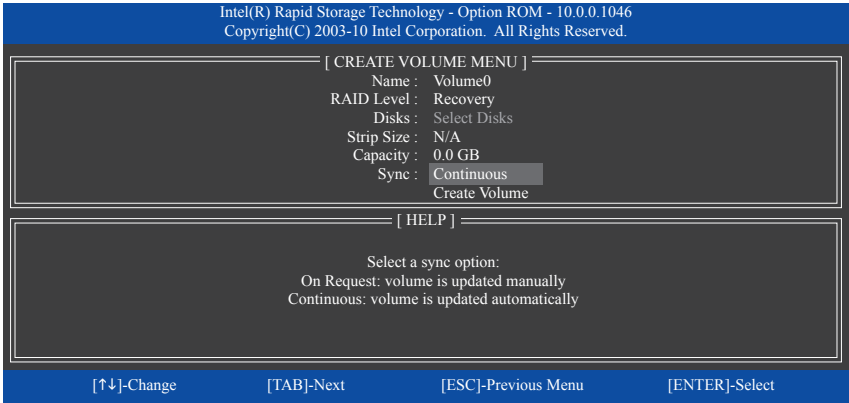 Intel(R) Rapid Storage Technology - Option ROM - 10.0.0.1046
Copyright(C) 2003-10 Intel Corporation. All Rights Reserved.
[ CREATE VOLUME MENU ]
Name : Volume0
RAID Level : Recovery
Disks : Select Disks
Strip Size : N/A
Capacity : 0.0 GB
Sync : Continuous
Create Volume
[ HELP ]
Select a sync option:
On Request: volume is updated manually
Continuous: volume is updated automatically
[↑↓]-Change [TAB]-Next [ESC]-Previous Menu [ENTER]-Select